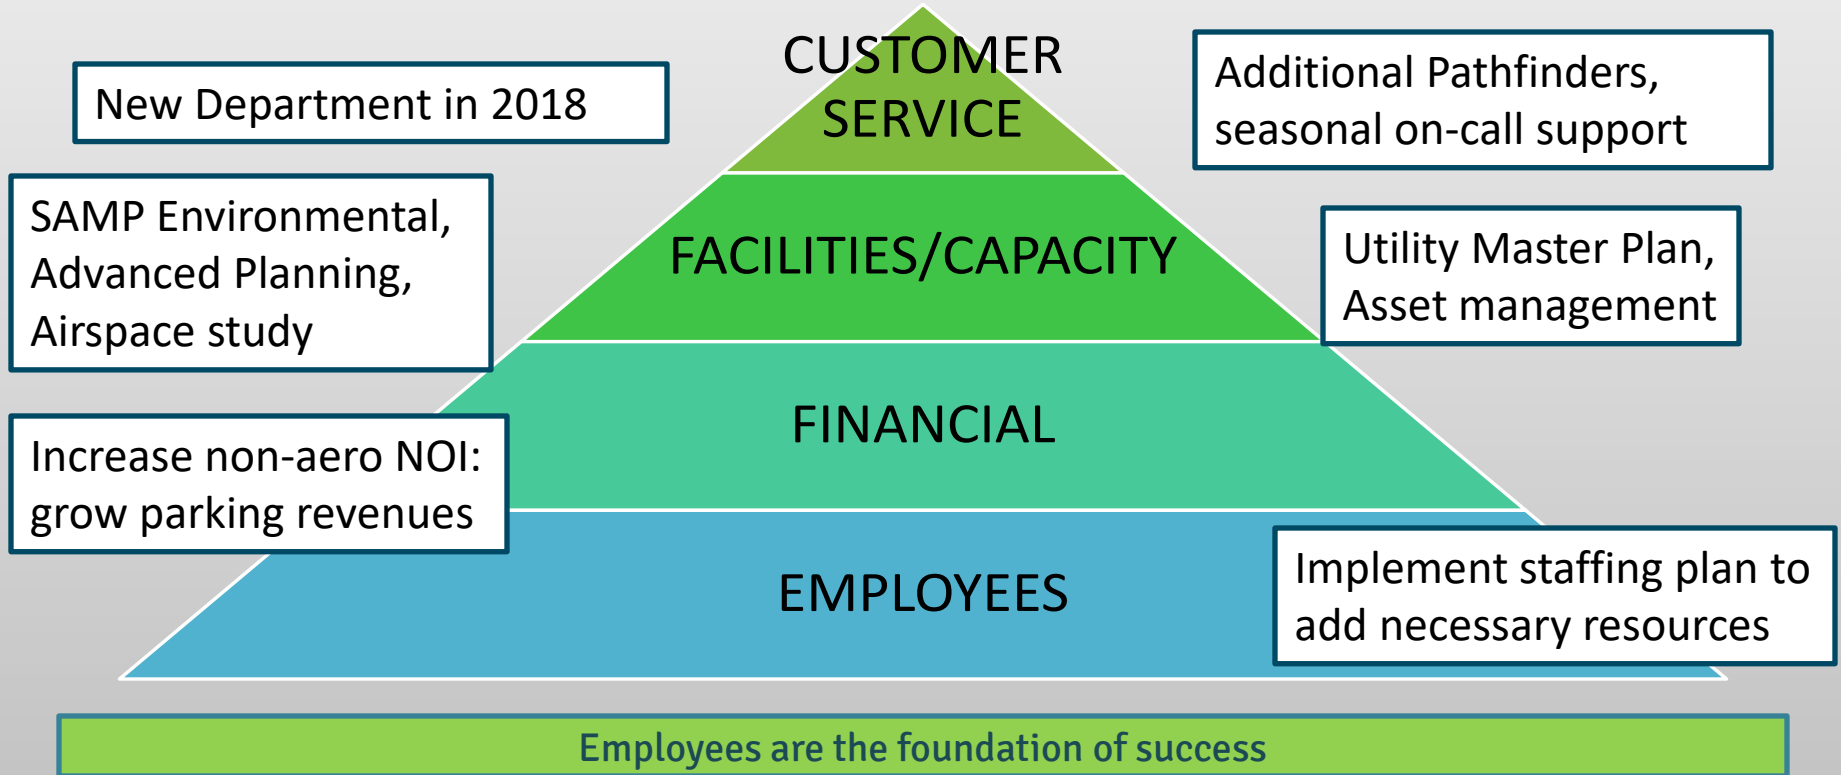 CUSTOMER
SERVICE
New Department in 2018
Additional Pathfinders,
seasonal on-call support
SAMP Environmental,
Advanced Planning,
Airspace study
FACILITIES/CAPACITY
Utility Master Plan,
Asset management
FINANCIAL
Increase non-aero NOI:
grow parking revenues
EMPLOYEES
Implement staffing plan to
add necessary resources
Employees are the foundation of success